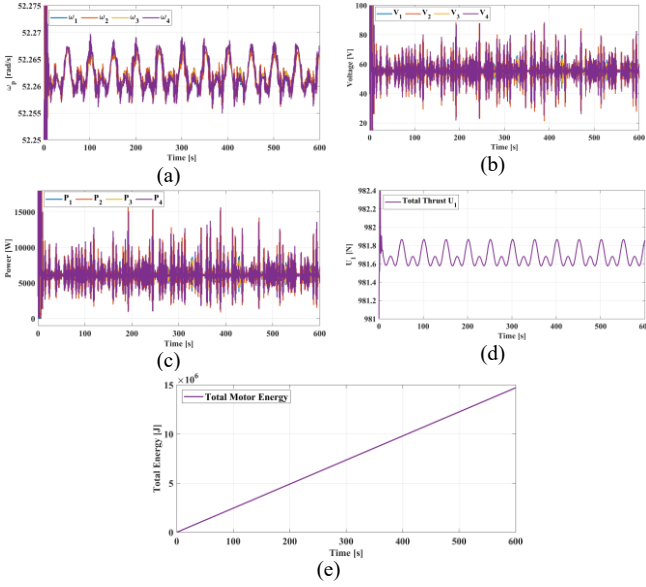 ω1 ω2 ω3 ω4
52.275
52.27
52.265
52.26
52.255
52.25
ωp [rad/s]
0 100 200 300 400 500 600
Time [s]
(a)
V1 V2 V3 V4
100
80
60
40
20
Voltage [V]
0 100 200 300 400 500 600
Time [s]
(b)
P1 P2 P3 P4
15000
10000
5000
0
Power [W]
0 100 200 300 400 500 600
Time [s]
(c)
Total Thrust U1
982.4
982.2
982
981.8
981.6
981.4
981.2
981
U1 [N]
0 100 200 300 400 500 600
Time [s]
(d)
× 10^6
Total Motor Energy
15
10
5
0
Total Energy [J]
0 100 200 300 400 500 600
Time [s]
(e)